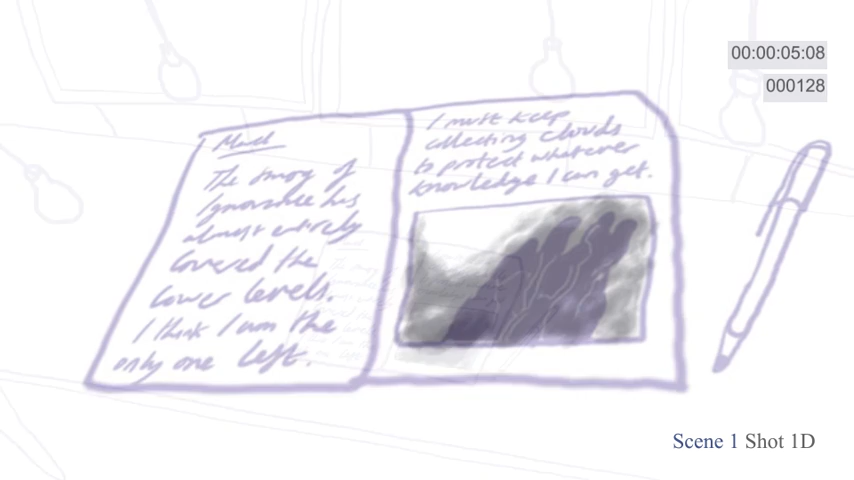 March
The smog of
Ignorance has
almost entirely
covered the
lower levels.
I think I am the
only one left.
I must keep
collecting clouds
to protect whatever
knowledge I can get.
00:00:05:08
000128
Scene 1 Shot 1D